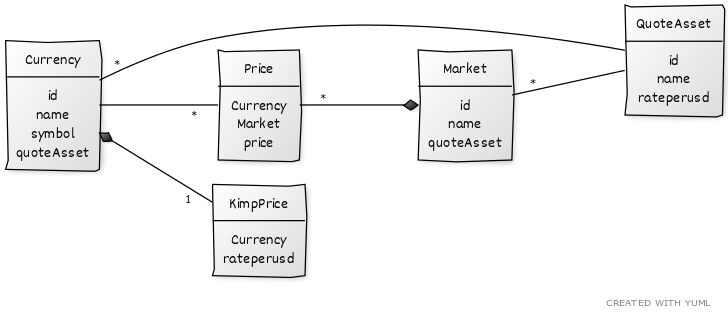 Currency
id
name
symbol
quoteAsset
*
*
Price
Currency
Market
price
*
Market
id
name
quoteAsset
*
QuoteAsset
id
name
rateperusd
1
KimpPrice
Currency
rateperusd
CREATED WITH YUML